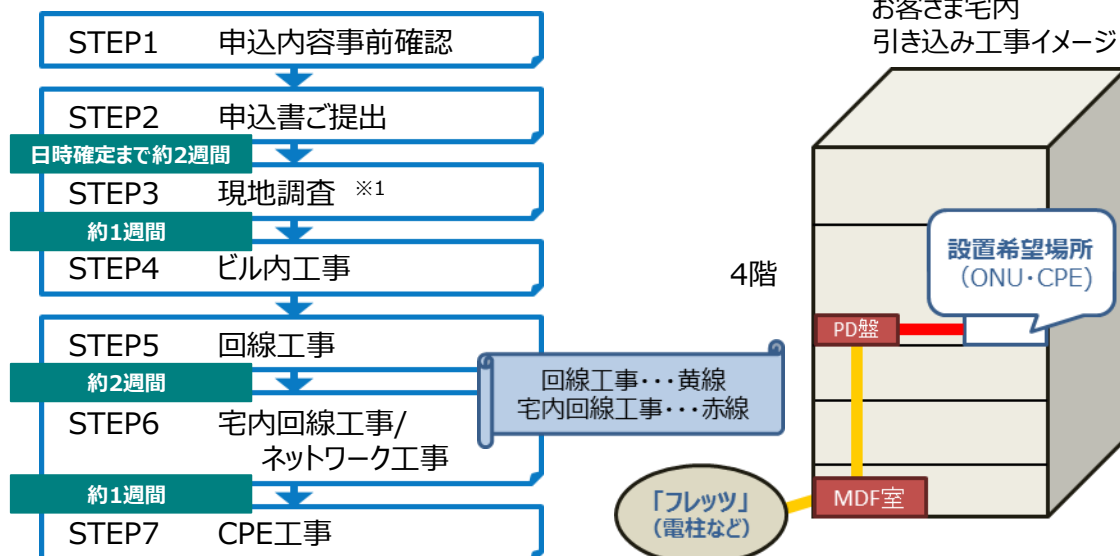 STEP1 申込内容事前確認
STEP2 申込書ご提出
日時確定まで約2週間
STEP3 現地調査 ※1
約1週間
STEP4 ビル内工事
STEP5 回線工事
約2週間
STEP6 宅内回線工事/
ネットワーク工事
約1週間
STEP7 CPE工事
回線工事・・・黄線
宅内回線工事・・・赤線
お客さま宅内
引き込み工事イメージ
4階
設置希望場所
（ONU・CPE)
PD盤
MDF室
「フレッツ」
（電柱など）